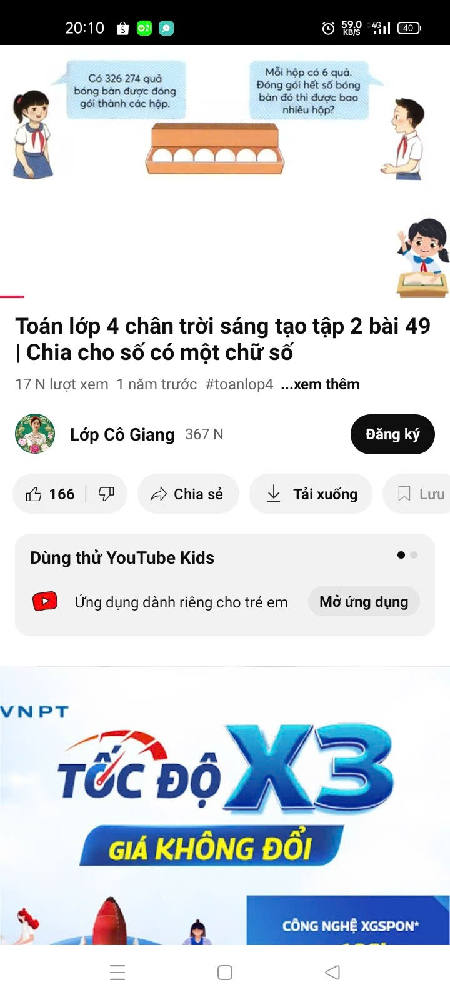 20:10
59.0
KB/S
4G
40
Có 326 274 quả
bóng bàn được đóng
gói thành các hộp.
Mỗi hộp có 6 quả.
Đóng gói hết số bóng
bàn đó thì được bao
nhiêu hộp?
Toán lớp 4 chân trời sáng tạo tập 2 bài 49
| Chia cho số có một chữ số
17 N lượt xem 1 năm trước #toanlop4 ...xem thêm
Lớp Cô Giang 367 N
Đăng ký
166
Chia sẻ
Tải xuống
Lưu
Dùng thử YouTube Kids
Ứng dụng dành riêng cho trẻ em
Mở ứng dụng
VNPT
TỐC ĐỘ X3
GIÁ KHÔNG ĐỔI
CÔNG NGHỆ XGSPON*